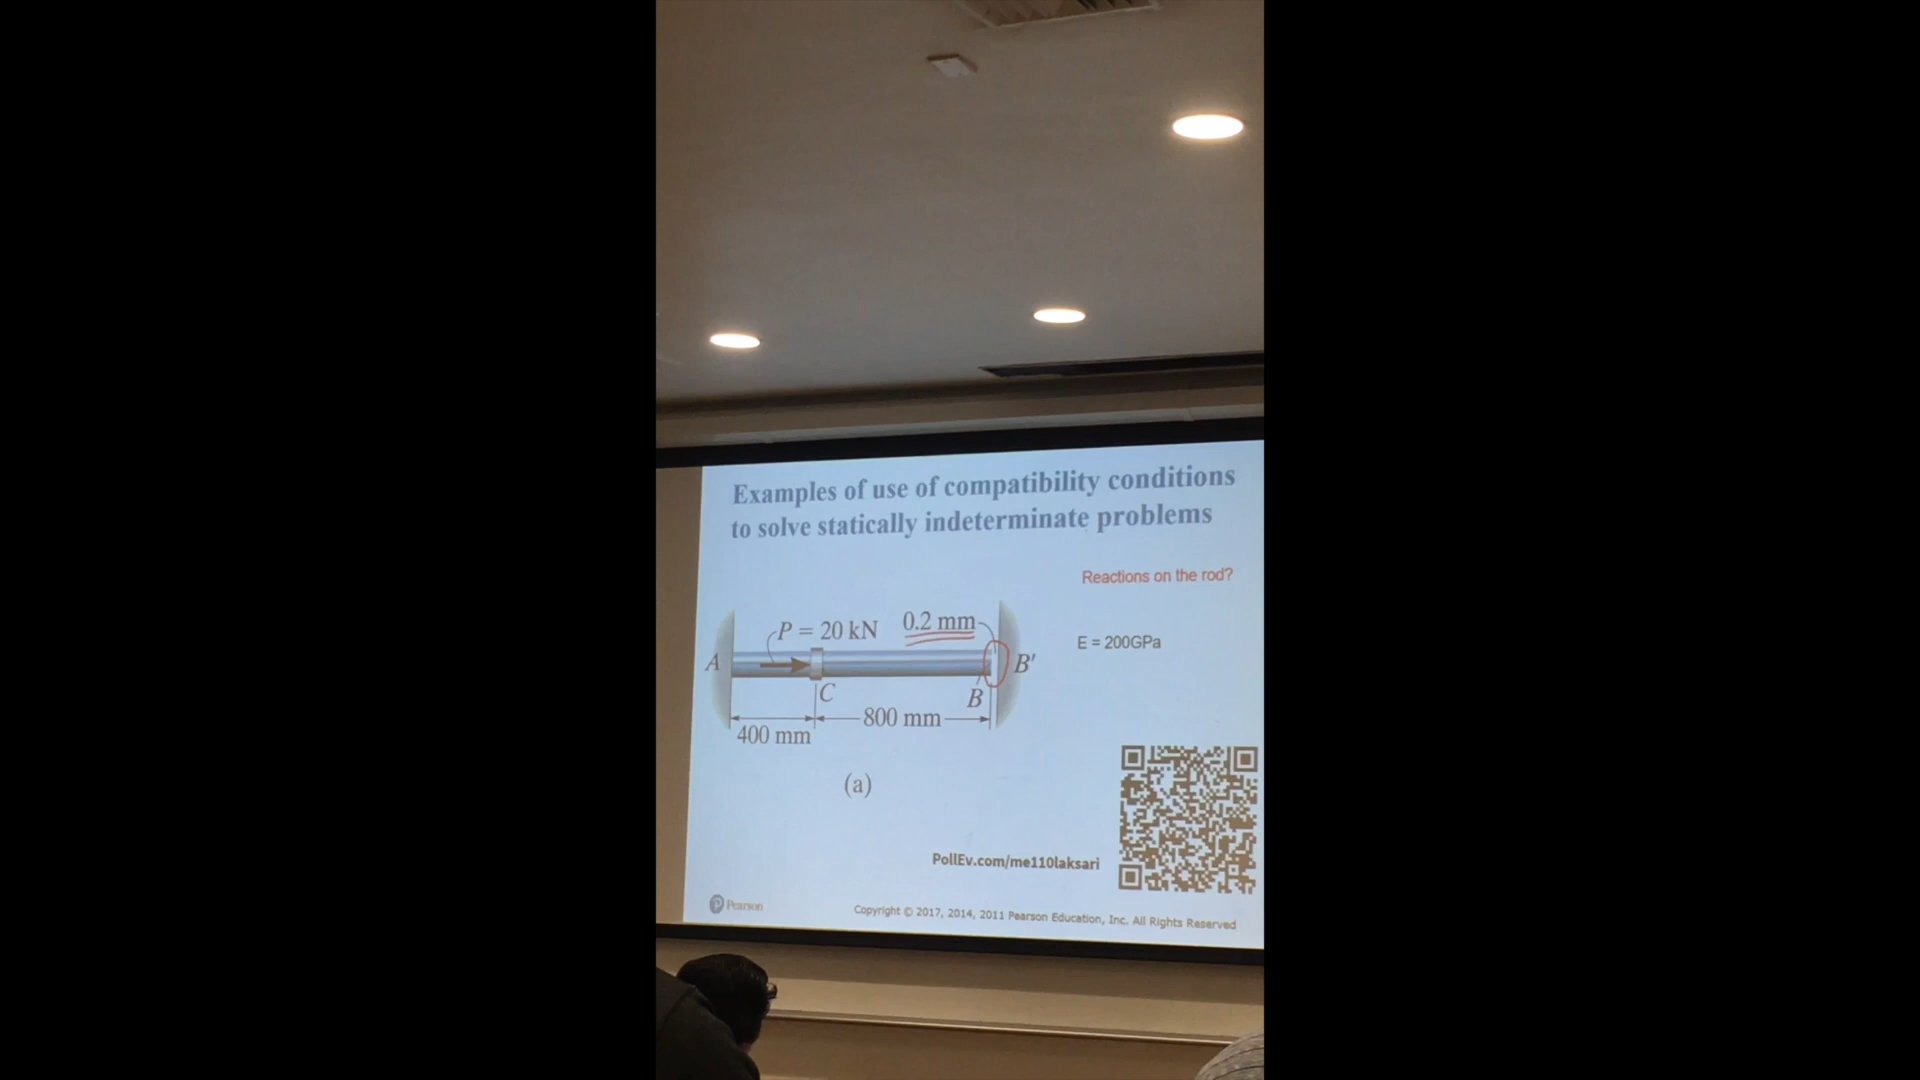 Examples of use of compatibility conditions
to solve statically indeterminate problems
Reactions on the rod?
P = 20 kN
0.2 mm
E = 200GPa
A
B'
C
B
800 mm
400 mm
(a)
PollEv.com/me110laksari
Pearson
Copyright © 2017, 2014, 2011 Pearson Education, Inc. All Rights Reserved